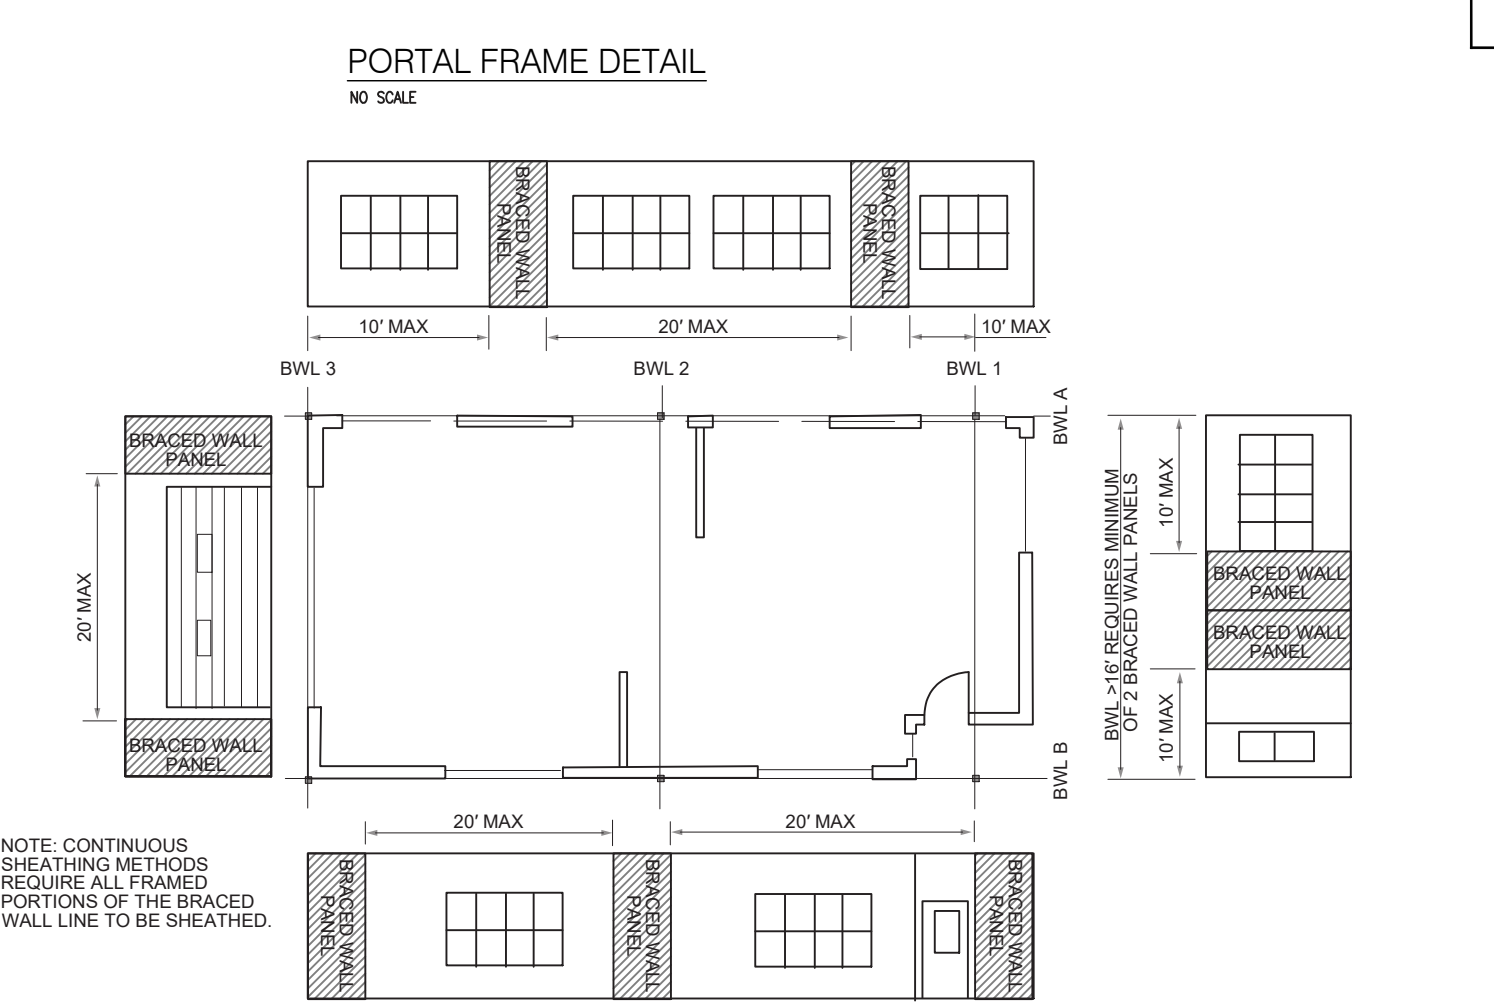 PORTAL FRAME DETAIL
NO SCALE
BRACED WALL
PANEL
BRACED WALL
PANEL
10' MAX
20' MAX
10' MAX
BWL 3
BWL 2
BWL 1
BWL A
BRACED WALL
PANEL
20' MAX
BRACED WALL
PANEL
BWL >16' REQUIRES MINIMUM
OF 2 BRACED WALL PANELS
10' MAX
BRACED WALL
PANEL
BRACED WALL
PANEL
10' MAX
BWL B
20' MAX
20' MAX
NOTE: CONTINUOUS
SHEATHING METHODS
REQUIRE ALL FRAMED
PORTIONS OF THE BRACED
WALL LINE TO BE SHEATHED.
BRACED WALL
PANEL
BRACED WALL
PANEL
BRACED WALL
PANEL